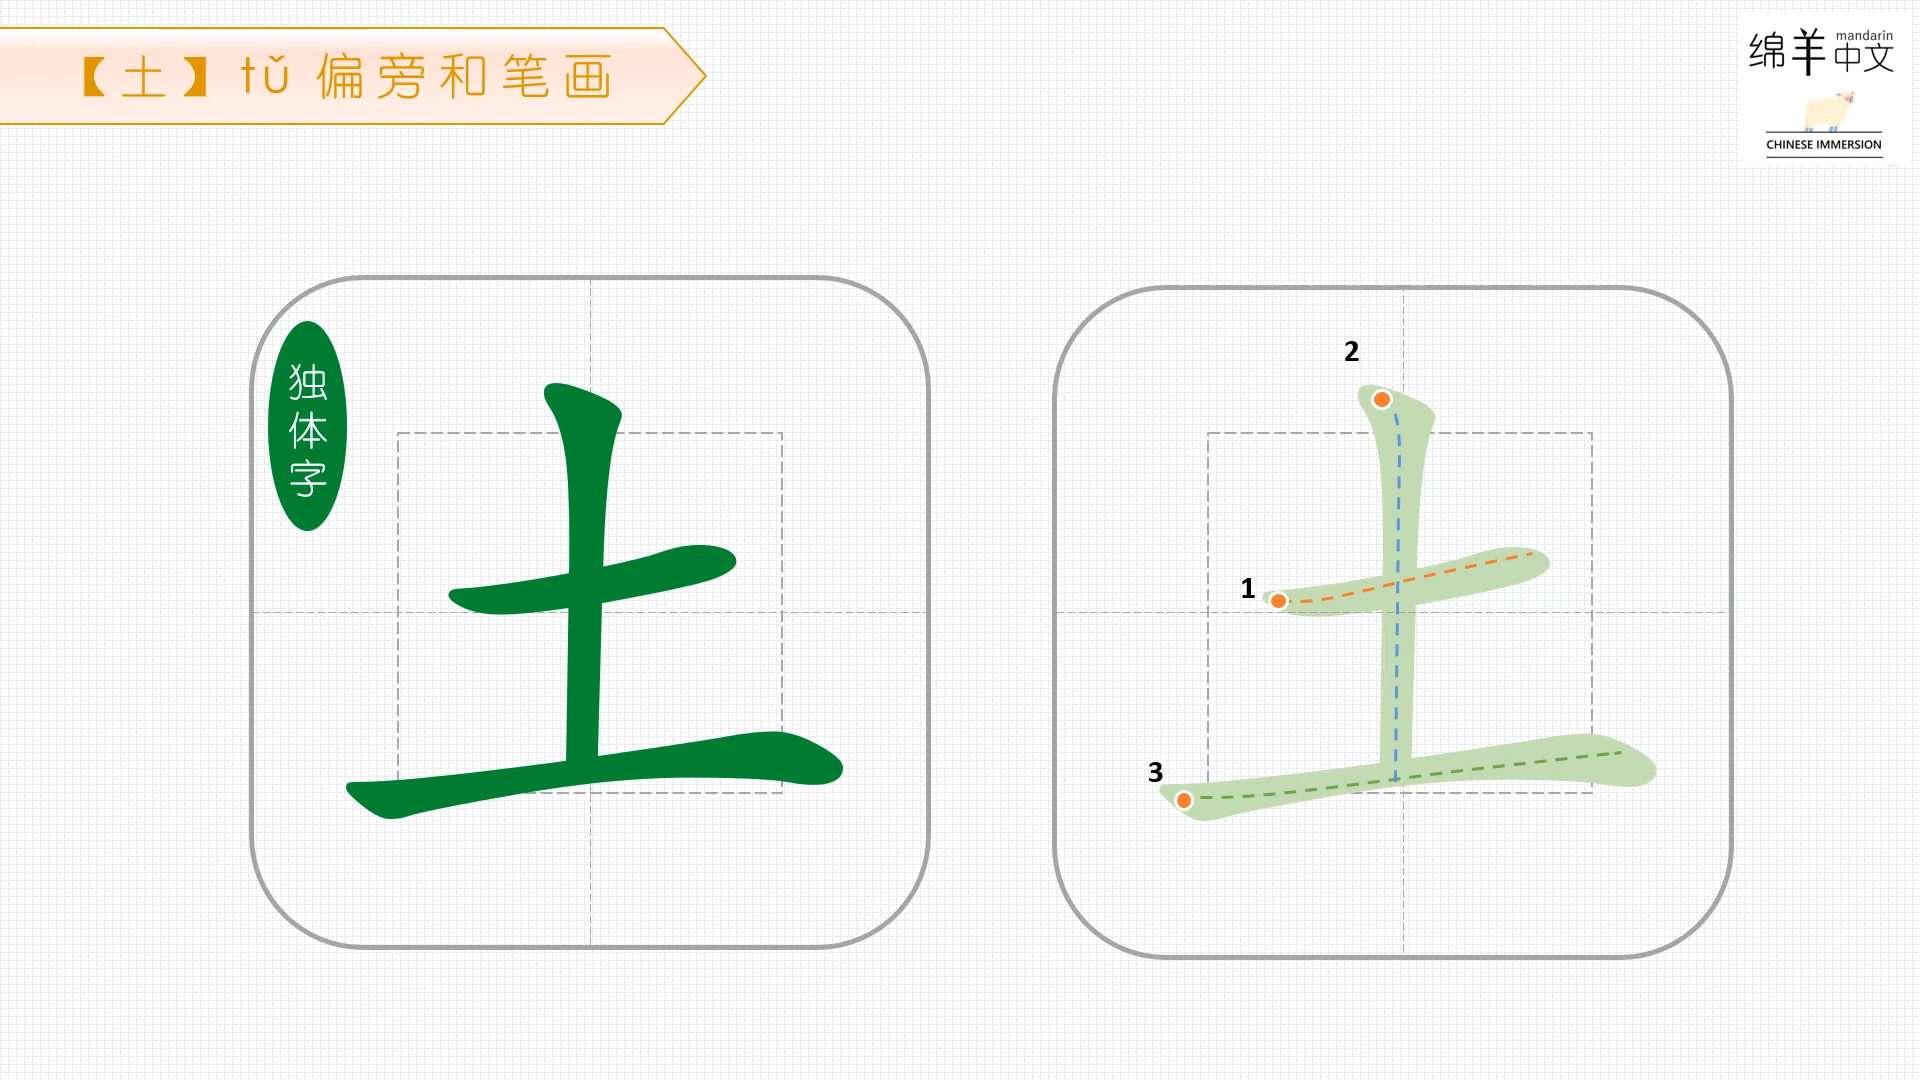 【土】tǔ 偏旁和笔画
绵羊中文
mandarin
CHINESE IMMERSION
独体字
土
2
1
3
土